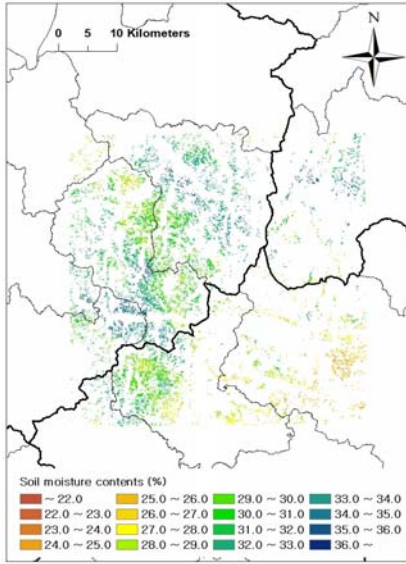 N
0 5 10 Kilometers
Soil moisture contents (%)
~ 22.0 25.0 ~ 26.0 29.0 ~ 30.0 33.0 ~ 34.0
22.0 ~ 23.0 26.0 ~ 27.0 30.0 ~ 31.0 34.0 ~ 35.0
23.0 ~ 24.0 27.0 ~ 28.0 31.0 ~ 32.0 35.0 ~ 36.0
24.0 ~ 25.0 28.0 ~ 29.0 32.0 ~ 33.0 36.0 ~